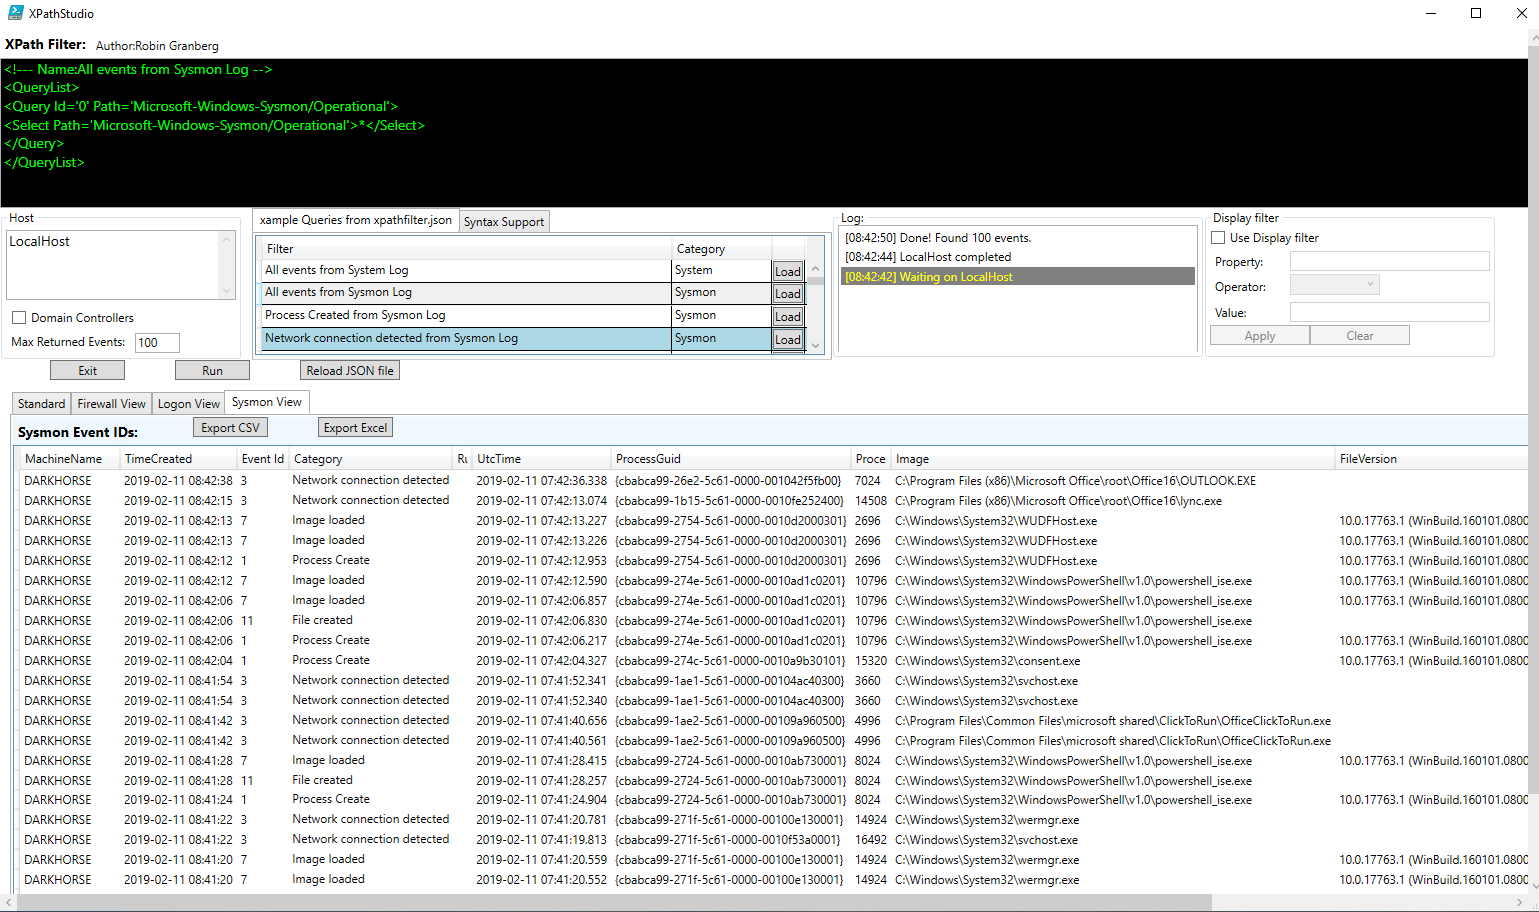 XPathStudio
XPath Filter: Author:Robin Granberg
<!--- Name:All events from Sysmon Log -->
<QueryList>
<Query Id='0' Path='Microsoft-Windows-Sysmon/Operational'>
<Select Path='Microsoft-Windows-Sysmon/Operational'>*</Select>
</Query>
</QueryList>
Host
LocalHost
Domain Controllers
Max Returned Events: 100
Exit Run Reload JSON file
xample Queries from xpathfilter.json Syntax Support
Filter Category
All events from System Log System Load
All events from Sysmon Log Sysmon Load
Process Created from Sysmon Log Sysmon Load
Network connection detected from Sysmon Log Sysmon Load
Log:
[08:42:50] Done! Found 100 events.
[08:42:44] LocalHost completed
[08:42:42] Waiting on LocalHost
Display filter
Use Display filter
Property:
Operator:
Value:
Apply Clear
Standard Firewall View Logon View Sysmon View
Sysmon Event IDs: Export CSV Export Excel
MachineName TimeCreated Event Id Category Ru UtcTime ProcessGuid Proce Image FileVersion
DARKHORSE 2019-02-11 08:42:38 3 Network connection detected 2019-02-11 07:42:36.338 {cbabca99-26e2-5c61-0000-001042f5fb00} 7024 C:\Program Files (x86)\Microsoft Office\root\Office16\OUTLOOK.EXE
DARKHORSE 2019-02-11 08:42:15 3 Network connection detected 2019-02-11 07:42:13.074 {cbabca99-1b15-5c61-0000-0010fe252400} 14508 C:\Program Files (x86)\Microsoft Office\root\Office16\lync.exe
DARKHORSE 2019-02-11 08:42:13 7 Image loaded 2019-02-11 07:42:13.227 {cbabca99-2754-5c61-0000-0010d2000301} 2696 C:\Windows\System32\WUDFHost.exe 10.0.17763.1 (WinBuild.160101.0800
DARKHORSE 2019-02-11 08:42:13 7 Image loaded 2019-02-11 07:42:13.226 {cbabca99-2754-5c61-0000-0010d2000301} 2696 C:\Windows\System32\WUDFHost.exe 10.0.17763.1 (WinBuild.160101.0800
DARKHORSE 2019-02-11 08:42:13 1 Process Create 2019-02-11 07:42:12.953 {cbabca99-2754-5c61-0000-0010d2000301} 2696 C:\Windows\System32\WUDFHost.exe 10.0.17763.1 (WinBuild.160101.0800
DARKHORSE 2019-02-11 08:42:12 7 Image loaded 2019-02-11 07:42:12.590 {cbabca99-274e-5c61-0000-0010ad1c0201} 10796 C:\Windows\System32\WindowsPowerShell\v1.0\powershell_ise.exe 10.0.17763.1 (WinBuild.160101.0800
DARKHORSE 2019-02-11 08:42:06 7 Image loaded 2019-02-11 07:42:06.857 {cbabca99-274e-5c61-0000-0010ad1c0201} 10796 C:\Windows\System32\WindowsPowerShell\v1.0\powershell_ise.exe 10.0.17763.1 (WinBuild.160101.0800
DARKHORSE 2019-02-11 08:42:06 11 File created 2019-02-11 07:42:06.830 {cbabca99-274e-5c61-0000-0010ad1c0201} 10796 C:\Windows\System32\WindowsPowerShell\v1.0\powershell_ise.exe
DARKHORSE 2019-02-11 08:42:06 1 Process Create 2019-02-11 07:42:06.217 {cbabca99-274e-5c61-0000-0010ad1c0201} 10796 C:\Windows\System32\WindowsPowerShell\v1.0\powershell_ise.exe 10.0.17763.1 (WinBuild.160101.0800
DARKHORSE 2019-02-11 08:42:04 1 Process Create 2019-02-11 07:42:04.327 {cbabca99-274c-5c61-0000-0010a9b30101} 15320 C:\Windows\System32\consent.exe 10.0.17763.1 (WinBuild.160101.0800
DARKHORSE 2019-02-11 08:41:54 3 Network connection detected 2019-02-11 07:41:52.341 {cbabca99-1ae1-5c61-0000-00104ac40300} 3660 C:\Windows\System32\svchost.exe
DARKHORSE 2019-02-11 08:41:54 3 Network connection detected 2019-02-11 07:41:52.340 {cbabca99-1ae1-5c61-0000-00104ac40300} 3660 C:\Windows\System32\svchost.exe
DARKHORSE 2019-02-11 08:41:42 3 Network connection detected 2019-02-11 07:41:40.656 {cbabca99-1ae2-5c61-0000-00109a960500} 4996 C:\Program Files\Common Files\microsoft shared\ClickToRun\OfficeClickToRun.exe
DARKHORSE 2019-02-11 08:41:42 3 Network connection detected 2019-02-11 07:41:40.561 {cbabca99-1ae2-5c61-0000-00109a960500} 4996 C:\Program Files\Common Files\microsoft shared\ClickToRun\OfficeClickToRun.exe
DARKHORSE 2019-02-11 08:41:28 7 Image loaded 2019-02-11 07:41:28.415 {cbabca99-2724-5c61-0000-0010ab730001} 8024 C:\Windows\System32\WindowsPowerShell\v1.0\powershell_ise.exe 10.0.17763.1 (WinBuild.160101.0800
DARKHORSE 2019-02-11 08:41:28 11 File created 2019-02-11 07:41:28.257 {cbabca99-2724-5c61-0000-0010ab730001} 8024 C:\Windows\System32\WindowsPowerShell\v1.0\powershell_ise.exe
DARKHORSE 2019-02-11 08:41:24 1 Process Create 2019-02-11 07:41:24.904 {cbabca99-2724-5c61-0000-0010ab730001} 8024 C:\Windows\System32\WindowsPowerShell\v1.0\powershell_ise.exe 10.0.17763.1 (WinBuild.160101.0800
DARKHORSE 2019-02-11 08:41:22 3 Network connection detected 2019-02-11 07:41:20.781 {cbabca99-271f-5c61-0000-00100e130001} 14924 C:\Windows\System32\wermgr.exe
DARKHORSE 2019-02-11 08:41:22 3 Network connection detected 2019-02-11 07:41:19.813 {cbabca99-271f-5c61-0000-0010f53a0001} 16492 C:\Windows\System32\svchost.exe
DARKHORSE 2019-02-11 08:41:20 7 Image loaded 2019-02-11 07:41:20.559 {cbabca99-271f-5c61-0000-00100e130001} 14924 C:\Windows\System32\wermgr.exe 10.0.17763.1 (WinBuild.160101.0800
DARKHORSE 2019-02-11 08:41:20 7 Image loaded 2019-02-11 07:41:20.552 {cbabca99-271f-5c61-0000-00100e130001} 14924 C:\Windows\System32\wermgr.exe 10.0.17763.1 (WinBuild.160101.0800